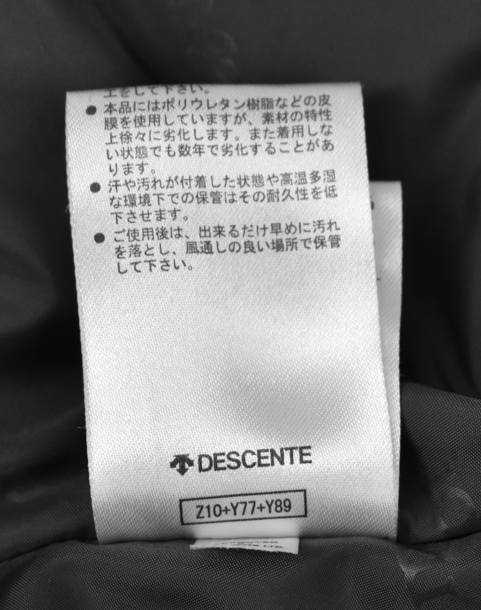 上をして下さい。
● 本品にはポリウレタン樹脂などの皮
膜を使用していますが、素材の特性
上徐々に劣化します。また着用しな
い状態でも数年で劣化することがあ
ります。
● 汗や汚れが付着した状態や高温多湿
な環境下での保管はその耐久性を低
下させます。
● ご使用後は、出来るだけ早めに汚れ
を落とし、風通しの良い場所で保管
して下さい。
DESCENTE
Z10+Y77+Y89